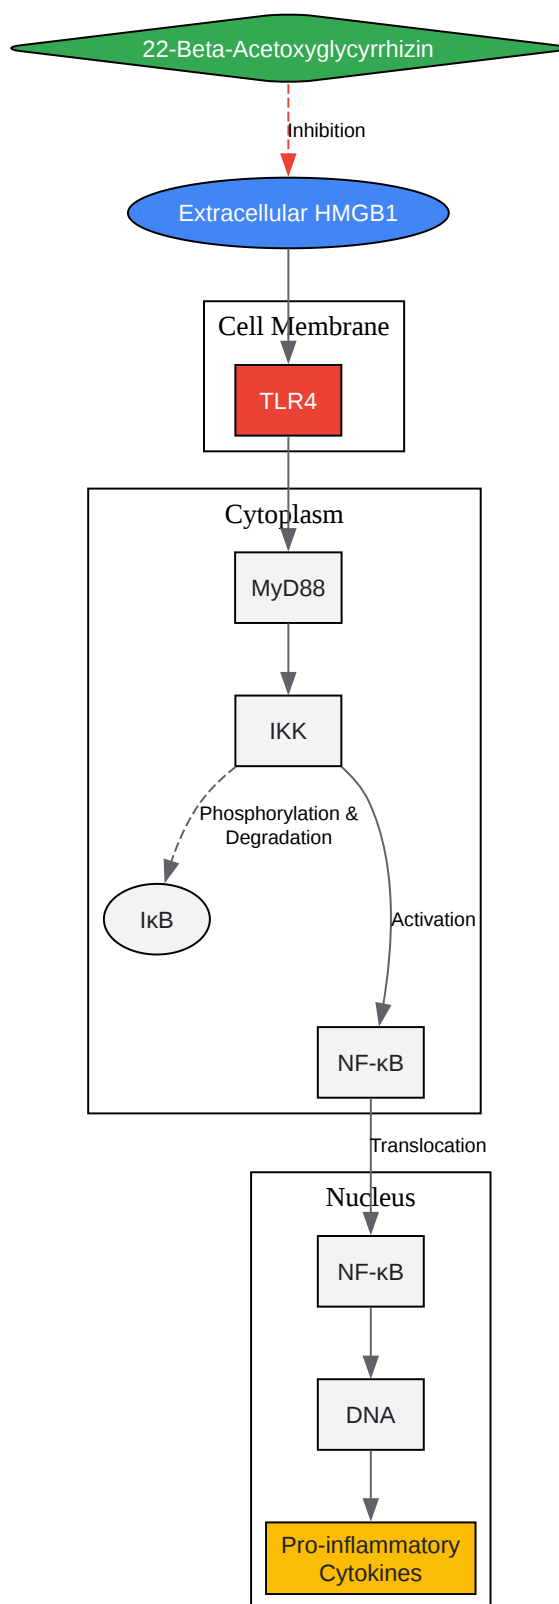 22-Beta-Acetoxyglycyrrhizin
Inhibition
Extracellular HMGB1
Cell Membrane
TLR4
Cytoplasm
MyD88
IKK
Phosphorylation &
Degradation
IκB
Activation
NF-κB
Translocation
Nucleus
NF-κB
DNA
Pro-inflammatory
Cytokines